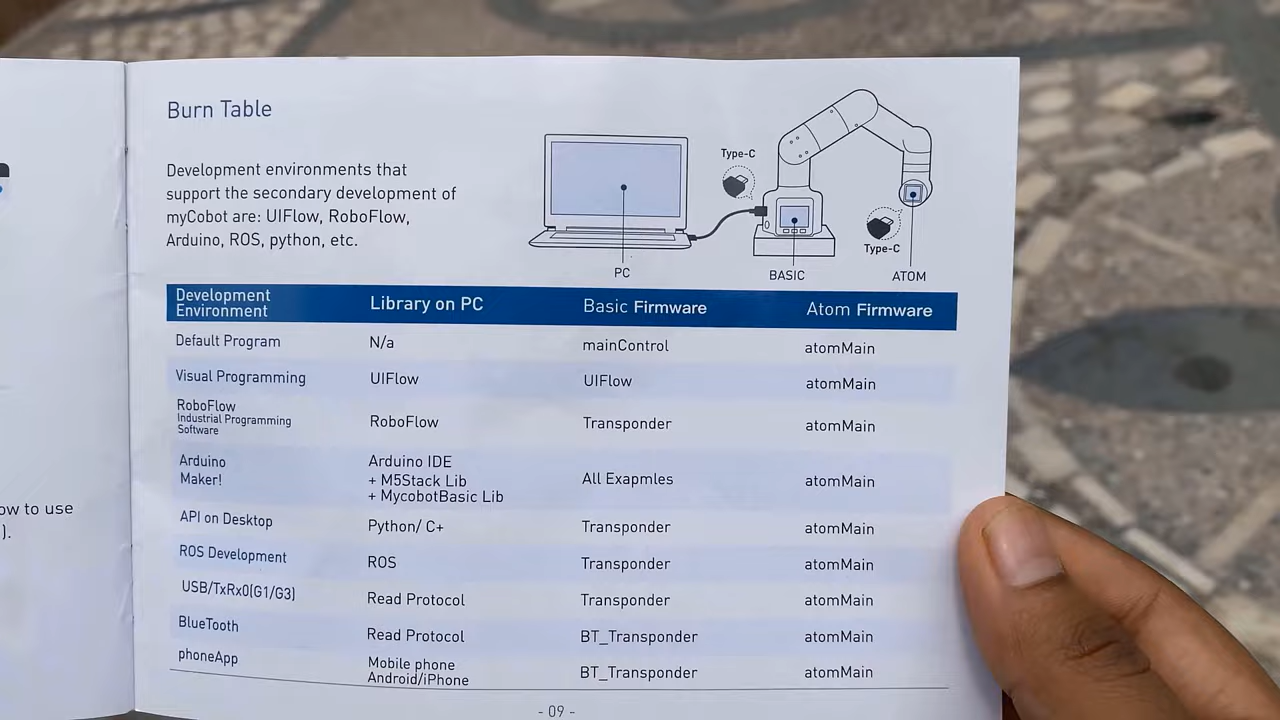 ow to use
).
Burn Table
Development environments that
support the secondary development of
myCobot are: UIFlow, RoboFlow,
Arduino, ROS, python, etc.
Type-C
Type-C
PC
BASIC
ATOM
Development Environment Library on PC Basic Firmware Atom Firmware
Default Program N/a mainControl atomMain
Visual Programming UIFlow UIFlow atomMain
RoboFlow
Industrial Programming
Software
RoboFlow Transponder atomMain
Arduino
Maker!
Arduino IDE
+ M5Stack Lib
+ MycobotBasic Lib
All Exapmles atomMain
API on Desktop Python/ C+ Transponder atomMain
ROS Development ROS Transponder atomMain
USB/TxRx0(G1/G3) Read Protocol Transponder atomMain
BlueTooth Read Protocol BT_Transponder atomMain
phoneApp Mobile phone
Android/iPhone
BT_Transponder atomMain
- 09 -